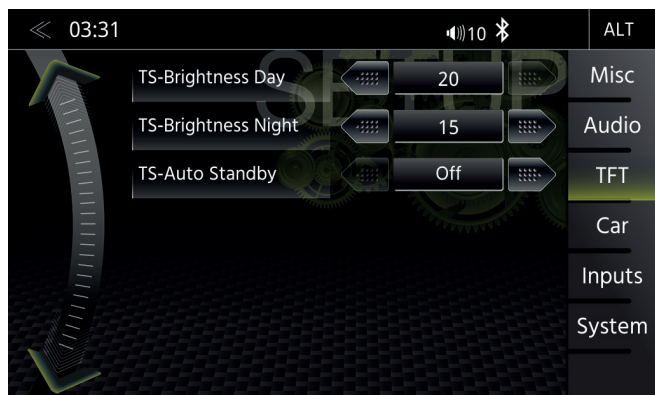 03:31 10 ALT
SETUP
TS-Brightness Day 20 Misc
TS-Brightness Night 15 Audio
TS-Auto Standby Off TFT
Car
Inputs
System